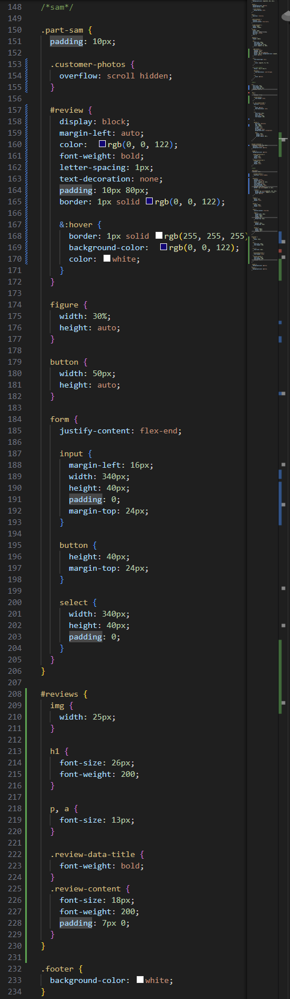 148 /*sam*/
149
150 .part-sam {
151 padding: 10px;
152
153 .customer-photos {
154 overflow: scroll hidden;
155 }
156
157 #review {
158 display: block;
159 margin-left: auto;
160 color: rgb(0, 0, 122);
161 font-weight: bold;
162 letter-spacing: 1px;
163 text-decoration: none;
164 padding: 10px 80px;
165 border: 1px solid rgb(0, 0, 122);
166
167 &:hover {
168 border: 1px solid rgb(255, 255, 255)
169 background-color: rgb(0, 0, 122);
170 color: white;
171 }
172 }
173
174 figure {
175 width: 30%;
176 height: auto;
177 }
178
179 button {
180 width: 50px;
181 height: auto;
182 }
183
184 form {
185 justify-content: flex-end;
186
187 input {
188 margin-left: 16px;
189 width: 340px;
190 height: 40px;
191 padding: 0;
192 margin-top: 24px;
193 }
194
195 button {
196 height: 40px;
197 margin-top: 24px;
198 }
199
200 select {
201 width: 340px;
202 height: 40px;
203 padding: 0;
204 }
205 }
206 }
207
208 #reviews {
209 img {
210 width: 25px;
211 }
212
213 h1 {
214 font-size: 26px;
215 font-weight: 200;
216 }
217
218 p, a {
219 font-size: 13px;
220 }
221
222 .review-data-title {
223 font-weight: bold;
224 }
225 .review-content {
226 font-size: 18px;
227 font-weight: 200;
228 padding: 7px 0;
229 }
230 }
231
232 .footer {
233 background-color: white;
234 }